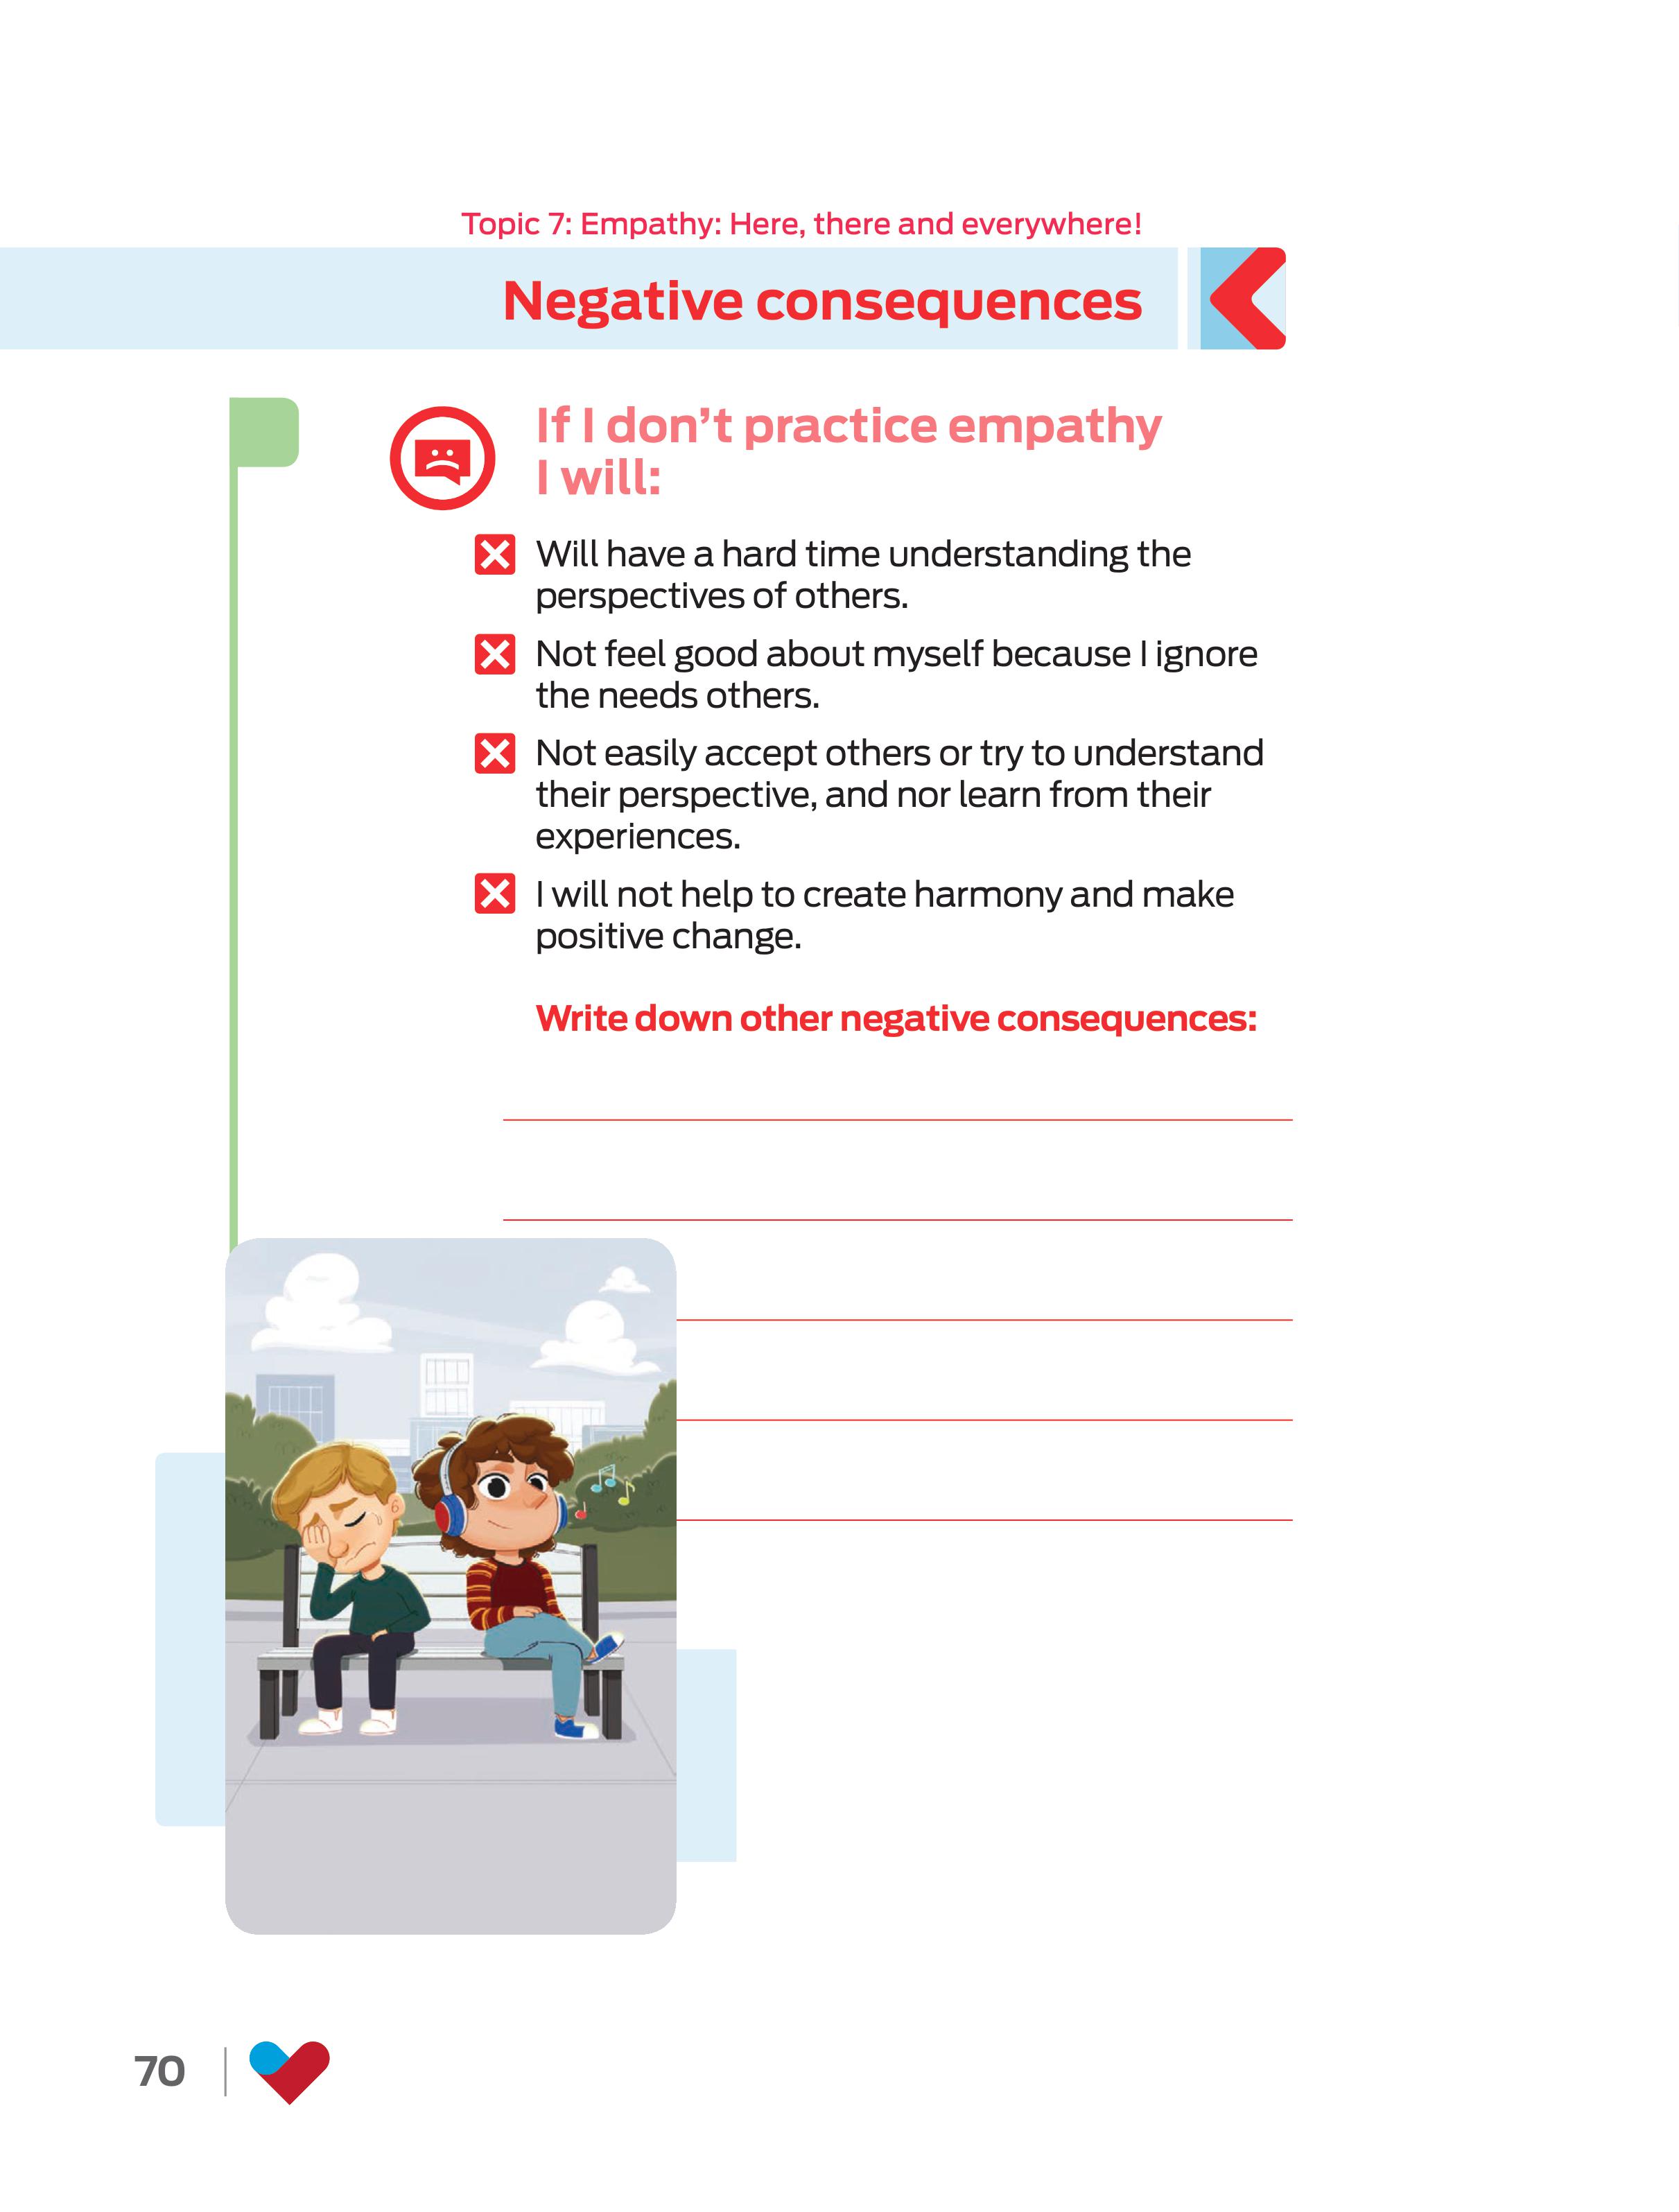 Topic 7: Empathy: Here, there and everywhere!
Negative consequences
If I don’t practice empathy
I will:
Will have a hard time understanding the
perspectives of others.
Not feel good about myself because I ignore
the needs others.
Not easily accept others or try to understand
their perspective, and nor learn from their
experiences.
I will not help to create harmony and make
positive change.
Write down other negative consequences:
70